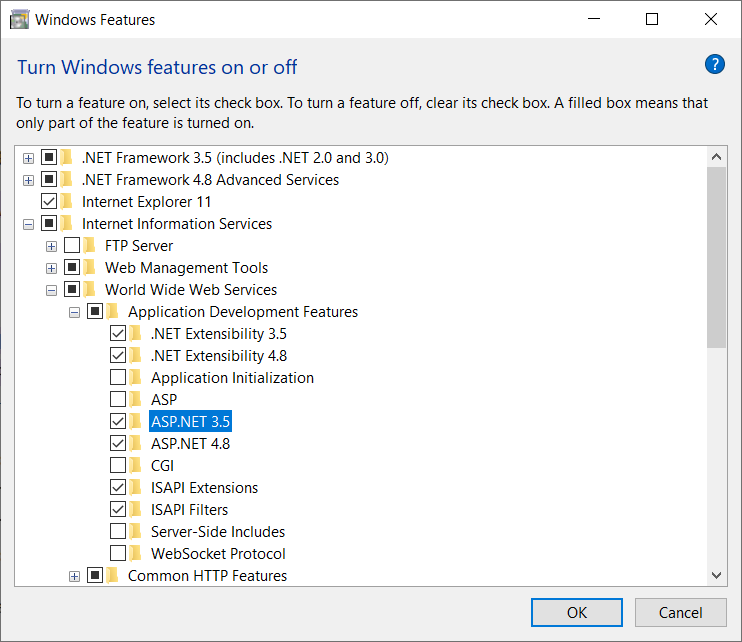 Windows Features
Turn Windows features on or off
?
To turn a feature on, select its check box. To turn a feature off, clear its check box. A filled box means that
only part of the feature is turned on.
.NET Framework 3.5 (includes .NET 2.0 and 3.0)
.NET Framework 4.8 Advanced Services
Internet Explorer 11
Internet Information Services
FTP Server
Web Management Tools
World Wide Web Services
Application Development Features
.NET Extensibility 3.5
.NET Extensibility 4.8
Application Initialization
ASP
ASP.NET 3.5
ASP.NET 4.8
CGI
ISAPI Extensions
ISAPI Filters
Server-Side Includes
WebSocket Protocol
Common HTTP Features
OK Cancel